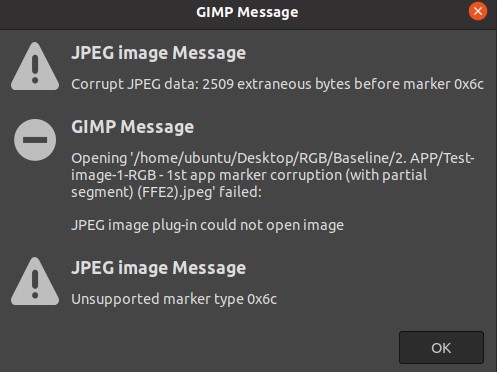 GIMP Message
JPEG image Message
Corrupt JPEG data: 2509 extraneous bytes before marker 0x6c
GIMP Message
Opening '/home/ubuntu/Desktop/RGB/Baseline/2. APP/Test-
image-1-RGB - 1st app marker corruption (with partial
segment) (FFE2).jpeg' failed:
JPEG image plug-in could not open image
JPEG image Message
Unsupported marker type 0x6c
OK